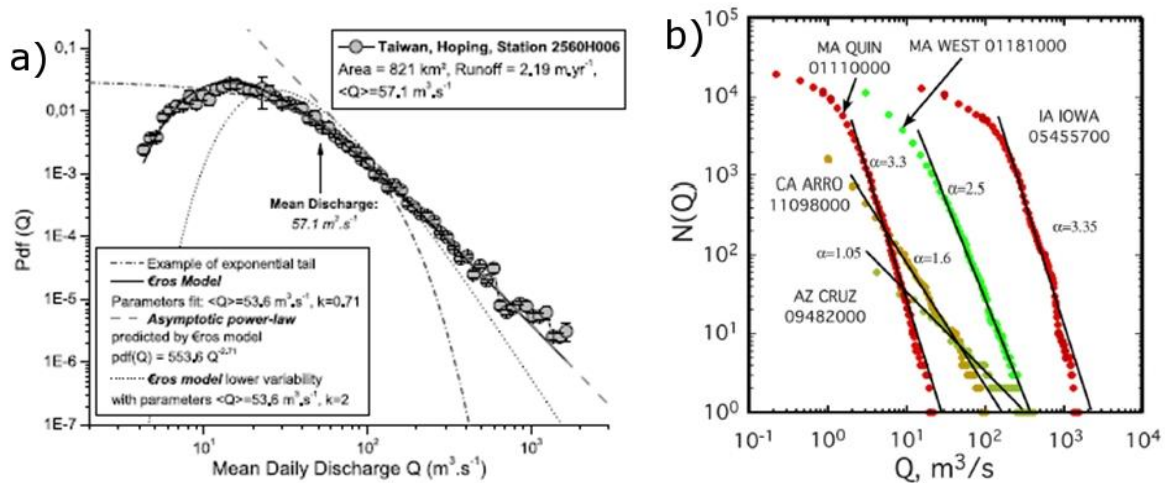 a)
0,1
0,01
1E-3
1E-4
1E-5
1E-6
1E-7
Pdf (Q)
Taiwan, Hoping, Station 2560H006
Area = 821 km², Runoff = 2.19 m.yr⁻¹,
<Q>=57.1 m³.s⁻¹
Mean Discharge:
57.1 m³.s⁻¹
Example of exponential tail
€ros Model
Parameters fit: <Q>=53.6 m³.s⁻¹, k=0.71
Asymptotic power-law
predicted by €ros model
pdf(Q) = 553.6 Q⁻²·⁷¹
€ros model lower variability
with parameters <Q>=53.6 m³.s⁻¹, k=2
10¹
10²
10³
Mean Daily Discharge Q (m³.s⁻¹)
b)
10⁵
10⁴
10³
10²
10¹
10⁰
N(Q)
MA QUIN
01110000
MA WEST 01181000
IA IOWA
05455700
α=3.3
α=2.5
CA ARRO
11098000
α=3.35
α=1.05
α=1.6
AZ CRUZ
09482000
10⁻¹
10⁰
10¹
10²
10³
10⁴
Q, m³/s